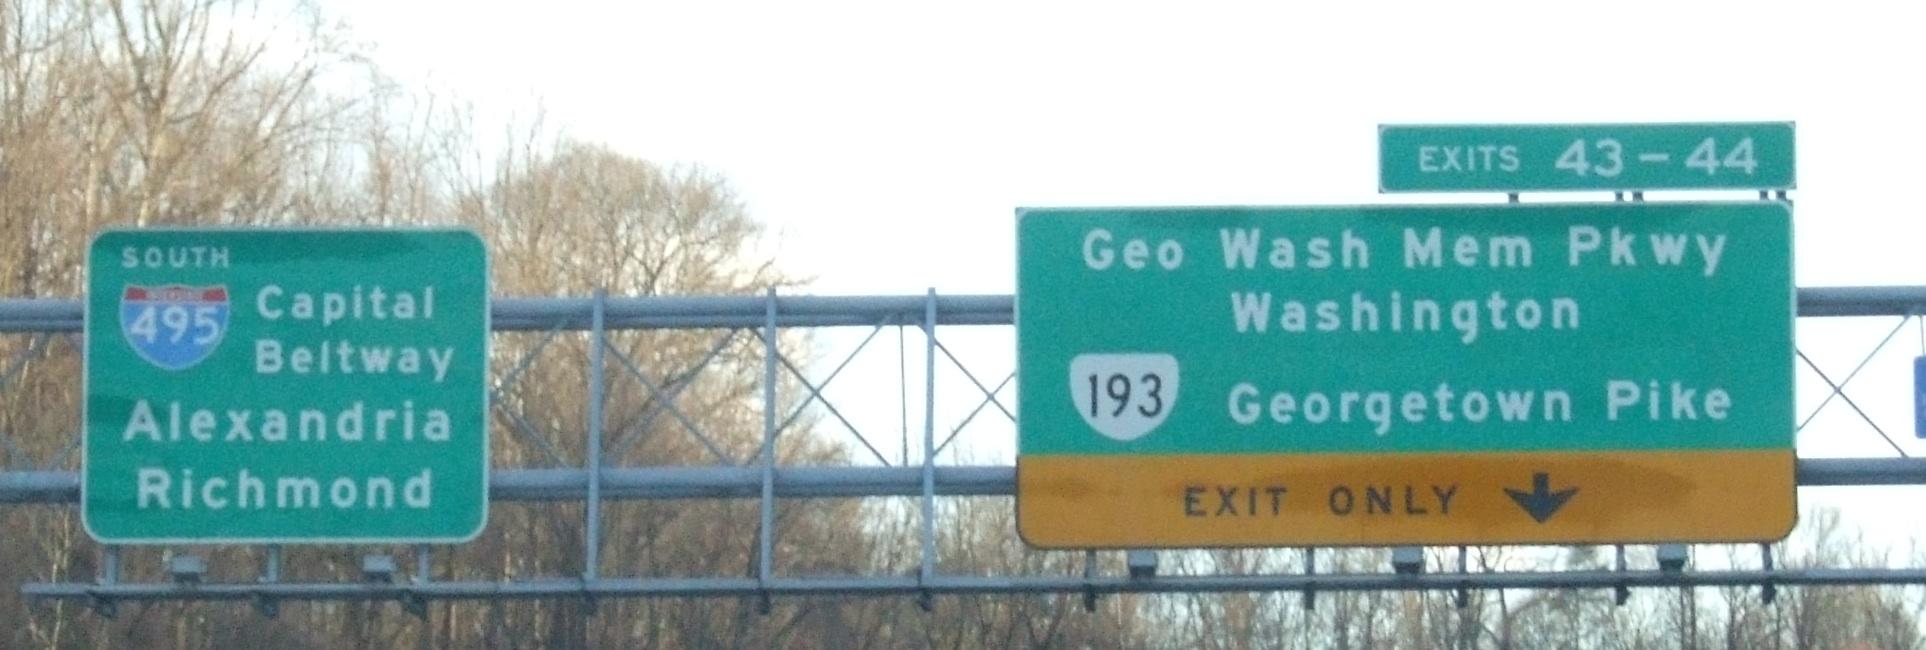 SOUTH
INTERSTATE
495
Capital
Beltway
Alexandria
Richmond
EXITS 43-44
Geo Wash Mem Pkwy
Washington
193 Georgetown Pike
EXIT ONLY